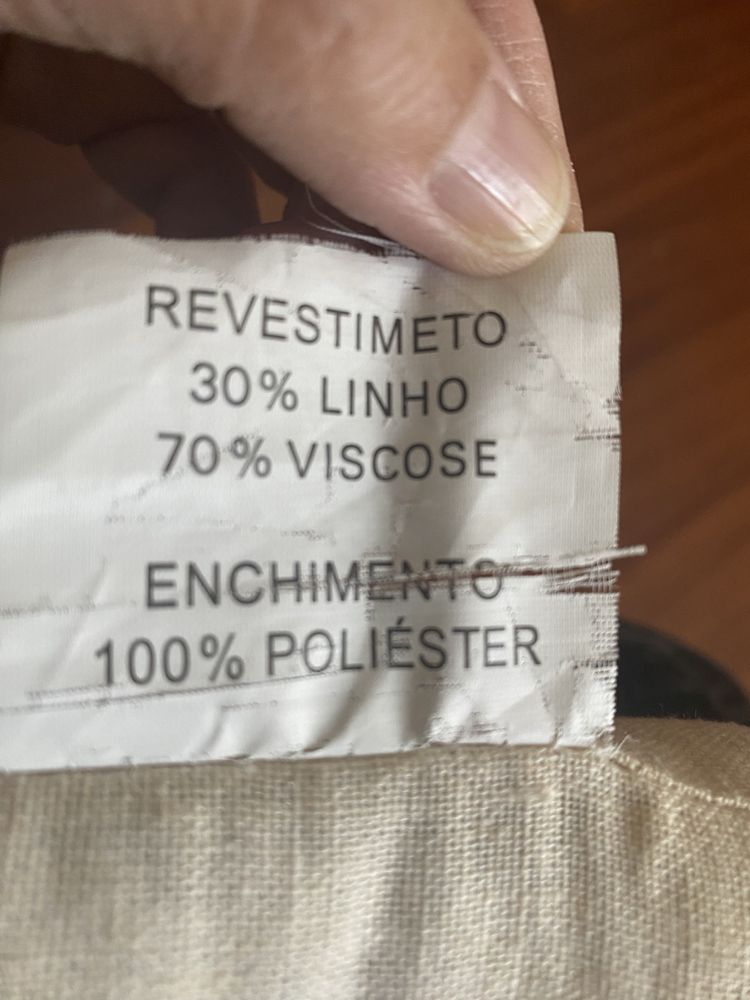 REVESTIMETO
30% LINHO
70% VISCOSE
ENCHIMENTO
100% POLIÉSTER